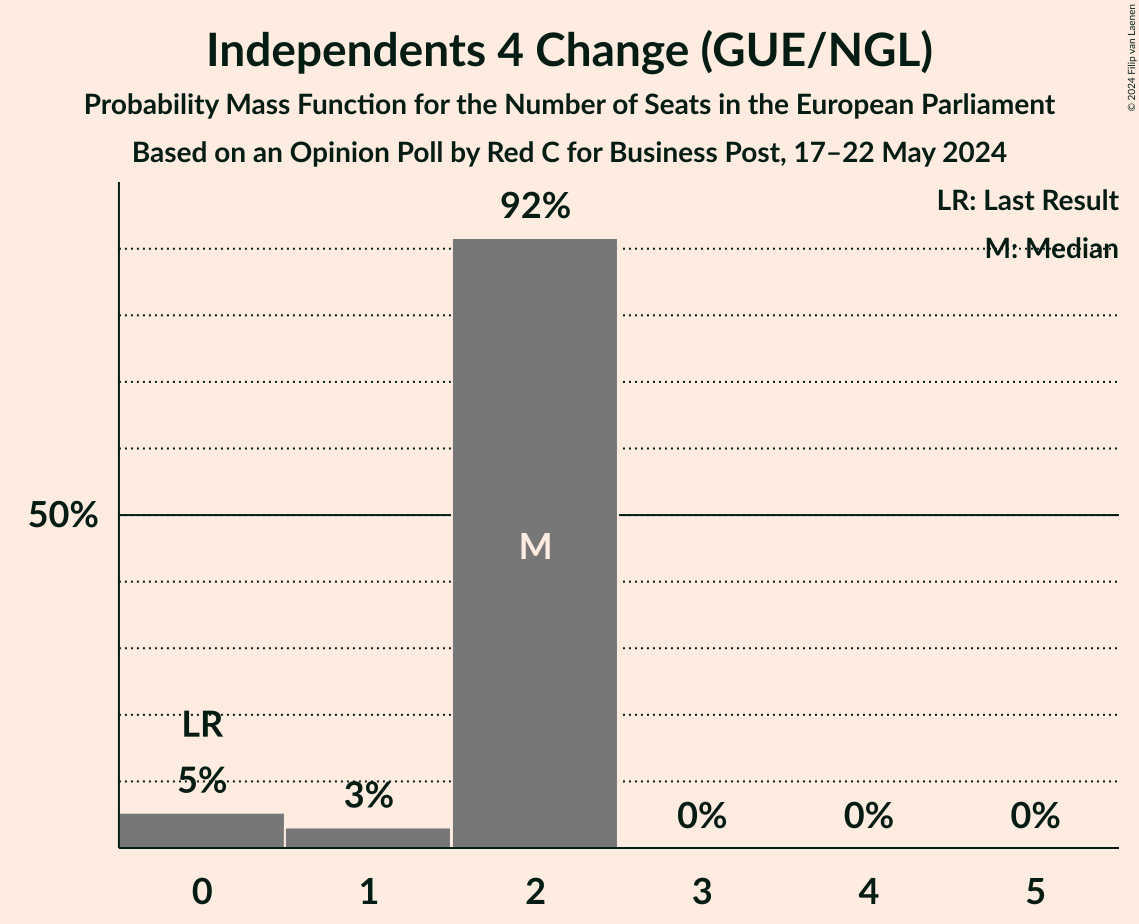 Independents 4 Change (GUE/NGL)
Probability Mass Function for the Number of Seats in the European Parliament
Based on an Opinion Poll by Red C for Business Post, 17–22 May 2024
© 2024 Filip van Laenen
LR: Last Result
M: Median
92%
50%
M
LR
5%
3%
0%
0%
0%
0
1
2
3
4
5